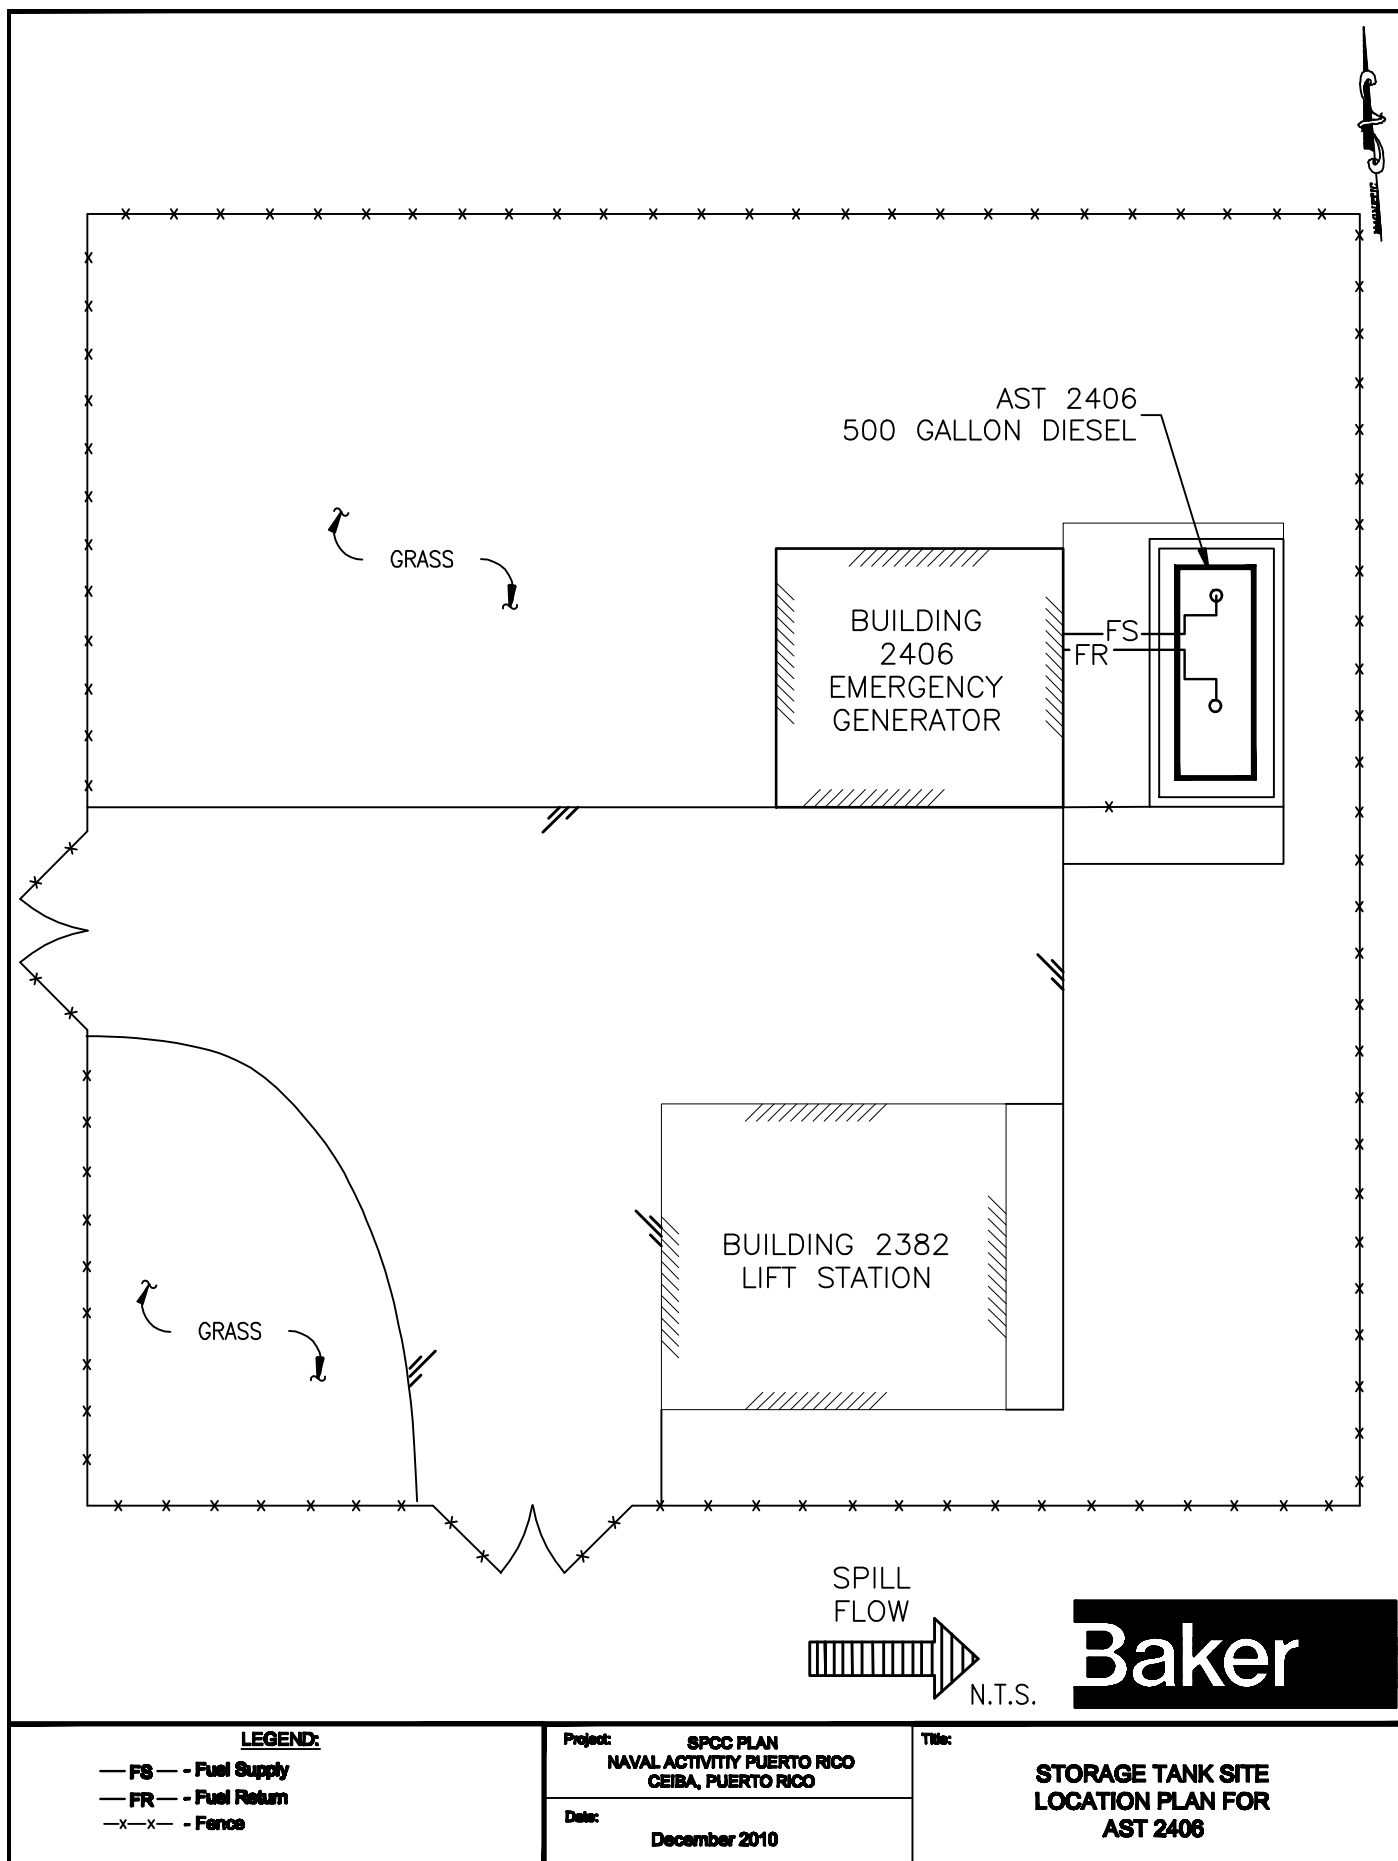 MAGNETIC
AST 2406
500 GALLON DIESEL
GRASS
BUILDING
2406
EMERGENCY
GENERATOR
FS
FR
BUILDING 2382
LIFT STATION
GRASS
SPILL
FLOW
N.T.S.
Baker
LEGEND:
FS - Fuel Supply
FR - Fuel Return
—x—x— - Fence
Project: SPCC PLAN
NAVAL ACTIVITIY PUERTO RICO
CEIBA, PUERTO RICO
Date:
December 2010
Title:
STORAGE TANK SITE
LOCATION PLAN FOR
AST 2406